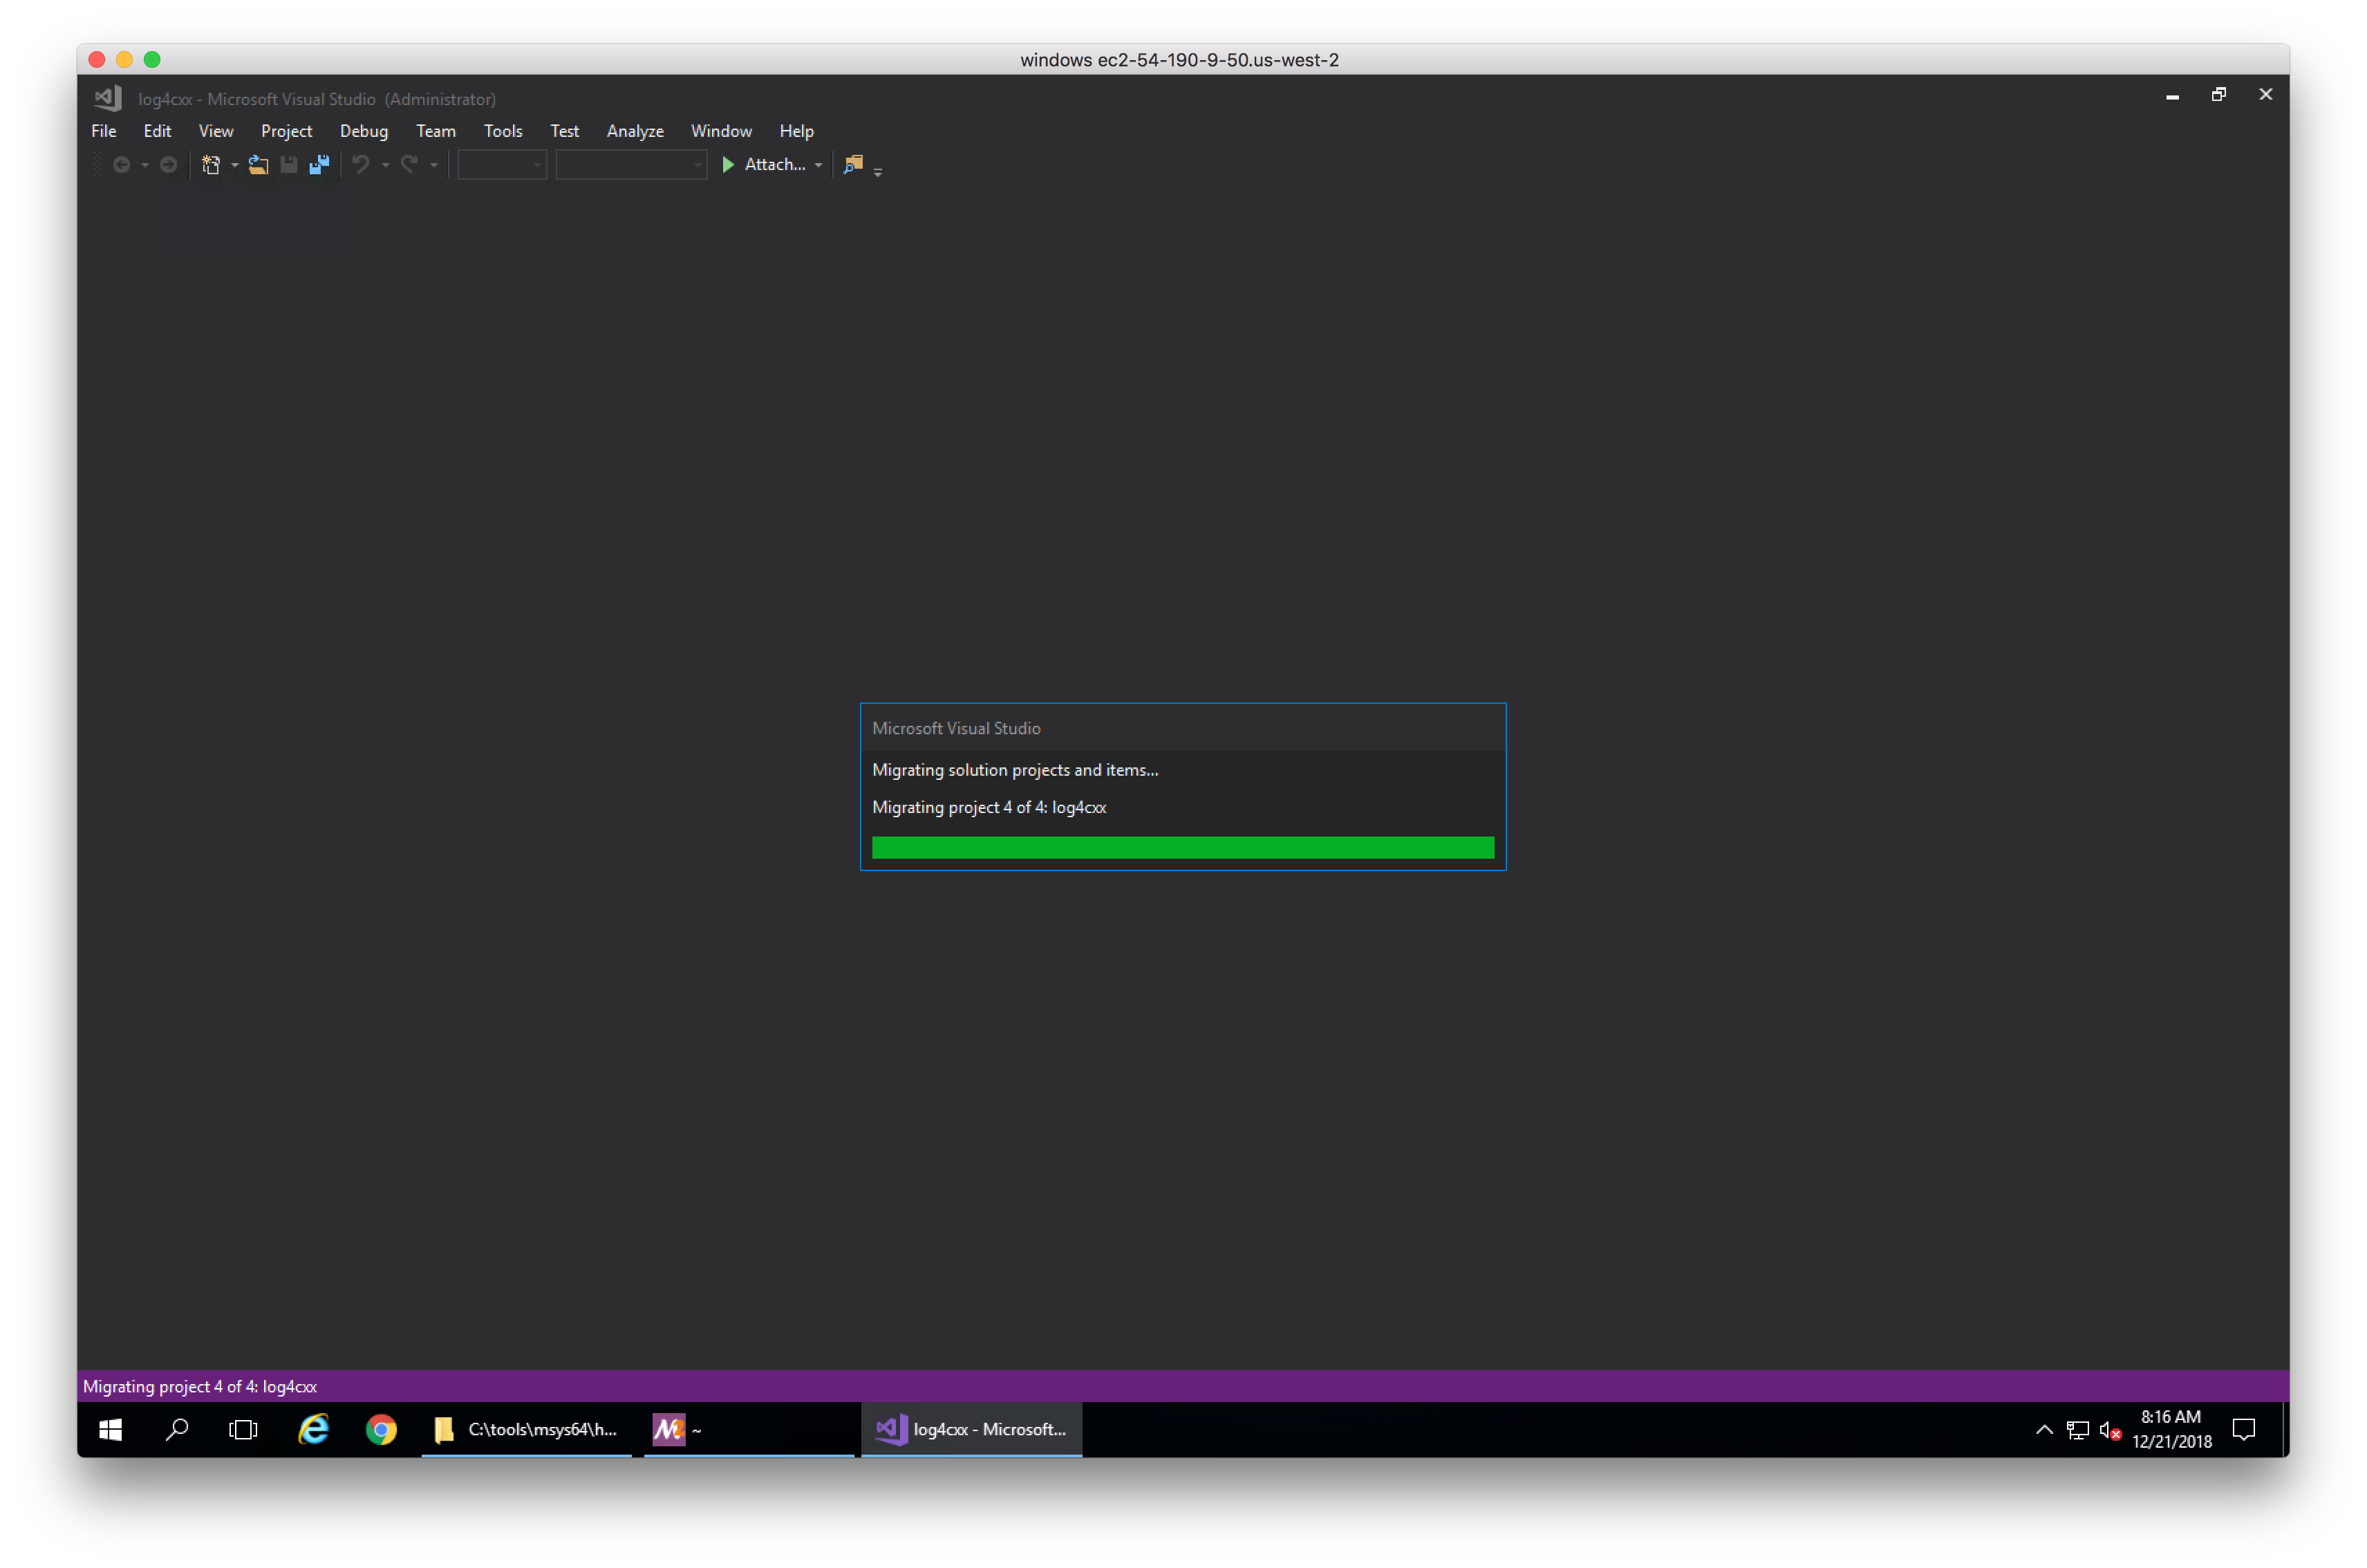 windows ec2-54-190-9-50.us-west-2
log4cxx - Microsoft Visual Studio (Administrator)
File Edit View Project Debug Team Tools Test Analyze Window Help
Attach...
Microsoft Visual Studio
Migrating solution projects and items...
Migrating project 4 of 4: log4cxx
Migrating project 4 of 4: log4cxx
C:\tools\msys64\h...
~
log4cxx - Microsoft...
8:16 AM
12/21/2018